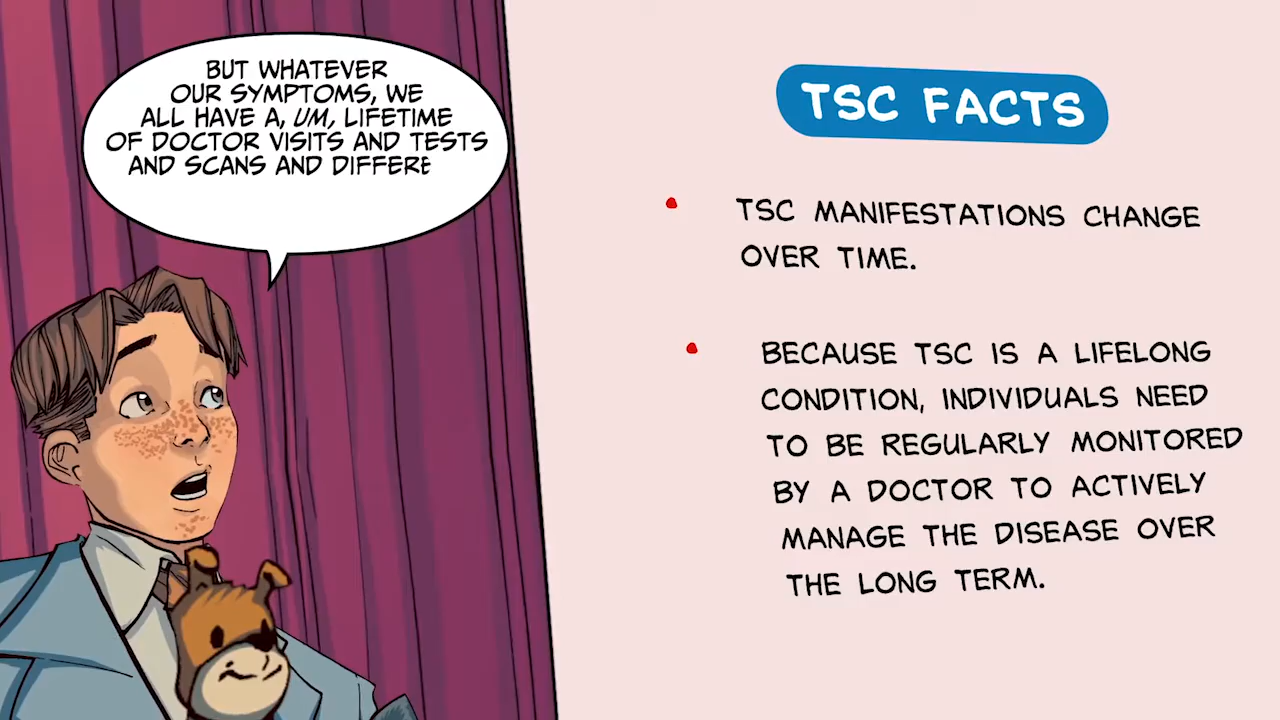 BUT WHATEVER
OUR SYMPTOMS, WE
ALL HAVE A, UM, LIFETIME
OF DOCTOR VISITS AND TESTS
AND SCANS AND DIFFERE
TSC FACTS
• TSC MANIFESTATIONS CHANGE
OVER TIME.
• BECAUSE TSC IS A LIFELONG
CONDITION, INDIVIDUALS NEED
TO BE REGULARLY MONITORED
BY A DOCTOR TO ACTIVELY
MANAGE THE DISEASE OVER
THE LONG TERM.